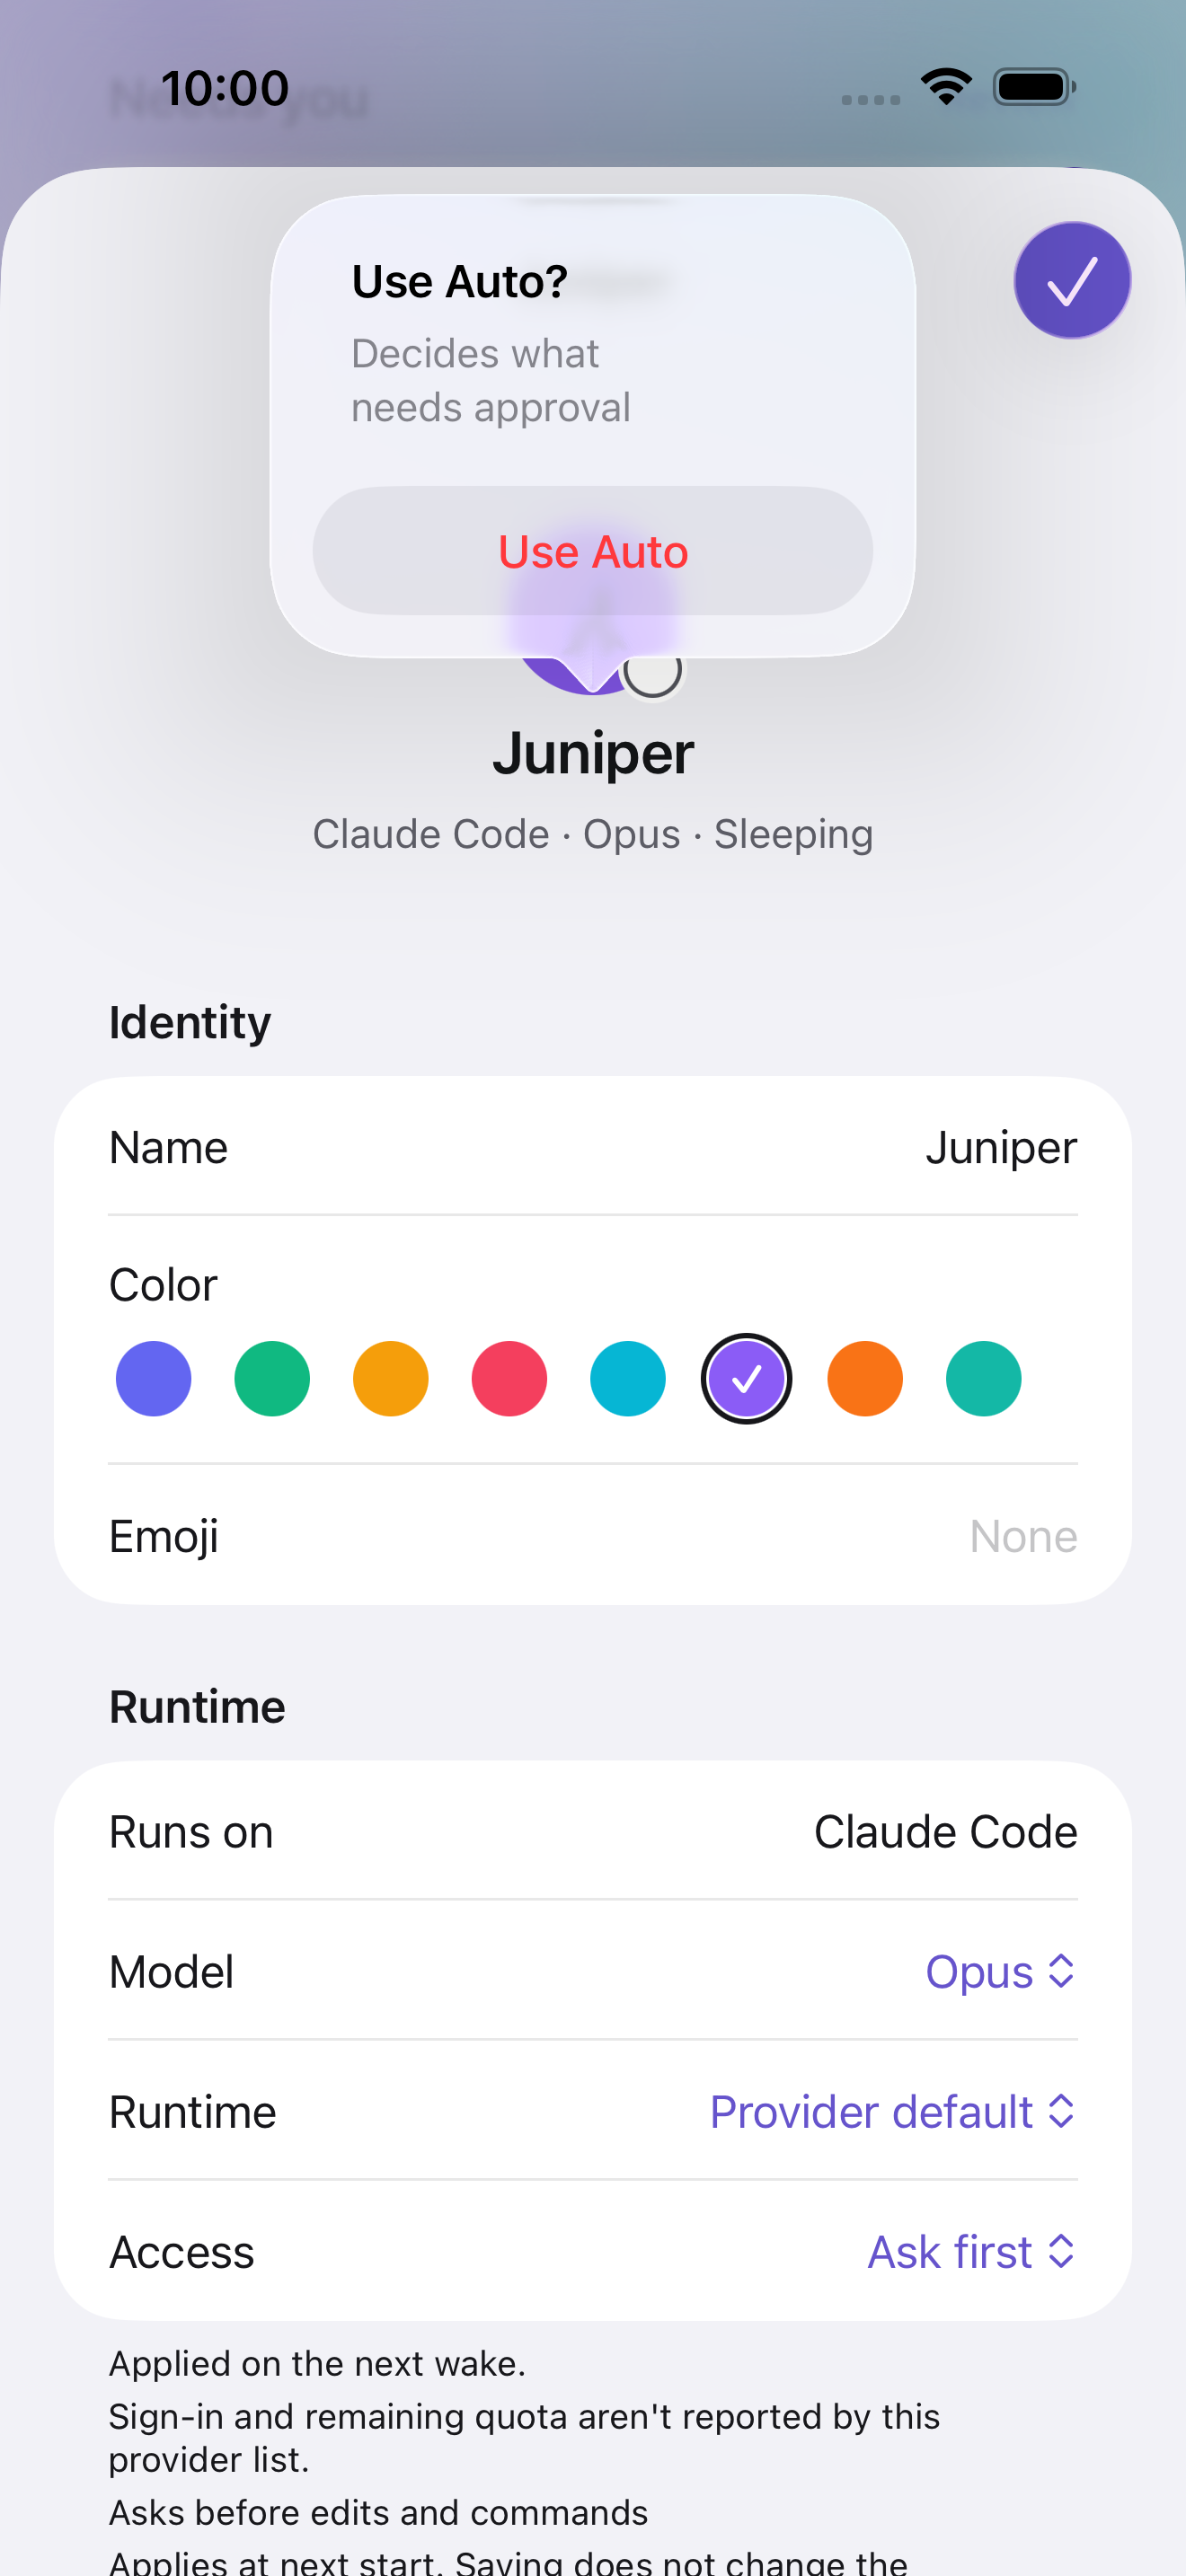 10:00
Use Auto?
Decides what
needs approval
Use Auto
Juniper
Claude Code · Opus · Sleeping
Identity
Name
Juniper
Color
Emoji
None
Runtime
Runs on
Claude Code
Model
Opus
Runtime
Provider default
Access
Ask first
Applied on the next wake.
Sign-in and remaining quota aren't reported by this
provider list.
Asks before edits and commands
Applies at next start. Saving does not change the